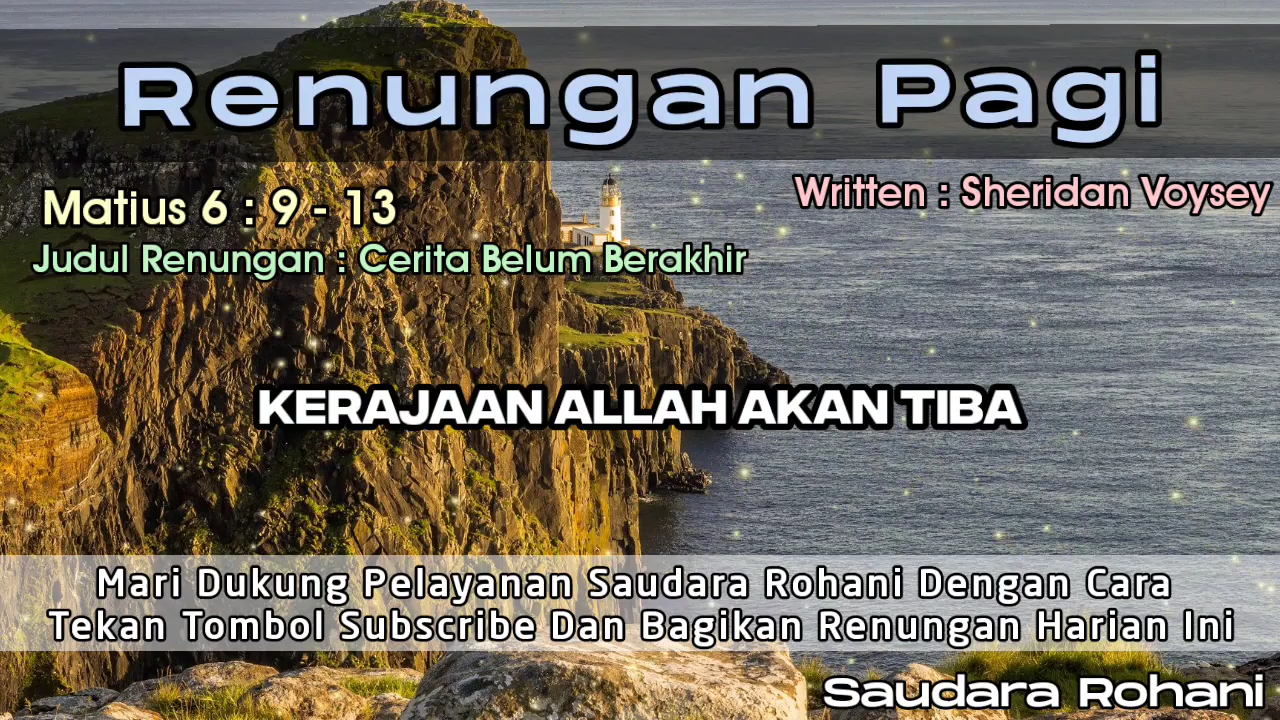 Renungan Pagi
Matius 6 : 9 - 13
Written : Sheridan Voysey
Judul Renungan : Cerita Belum Berakhir
KERAJAAN ALLAH AKAN TIBA
Mari Dukung Pelayanan Saudara Rohani Dengan Cara
Tekan Tombol Subscribe Dan Bagikan Renungan Harian Ini
Saudara Rohani